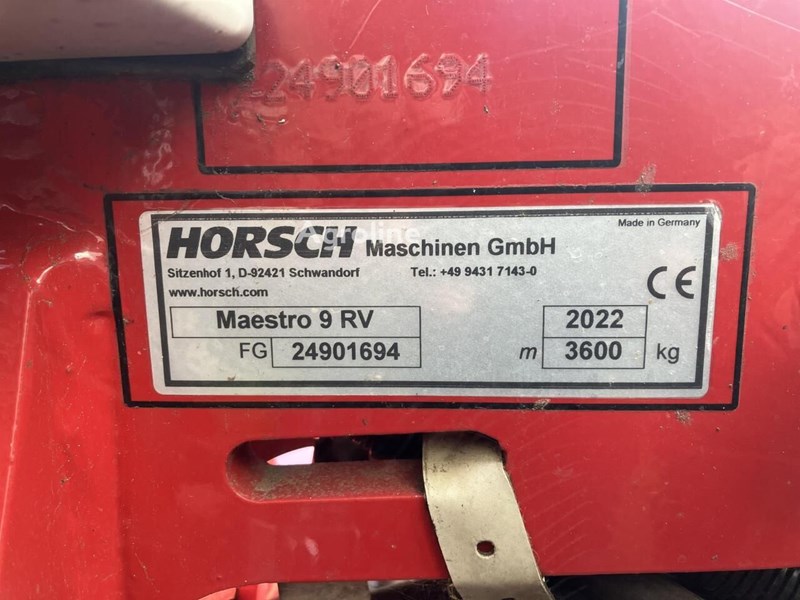 24901694
Agroline
HORSCH Maschinen GmbH
Made in Germany
Sitzenhof 1, D-92421 Schwandorf Tel.: +49 9431 7143-0
www.horsch.com
CE
Maestro 9 RV 2022
FG 24901694 m 3600 kg